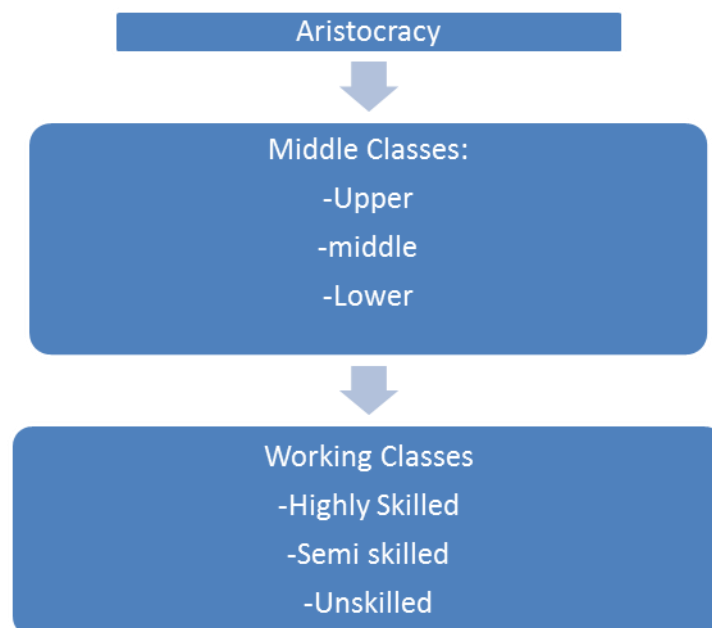 Aristocracy
Middle Classes:
-Upper
-middle
-Lower
Working Classes
-Highly Skilled
-Semi skilled
-Unskilled